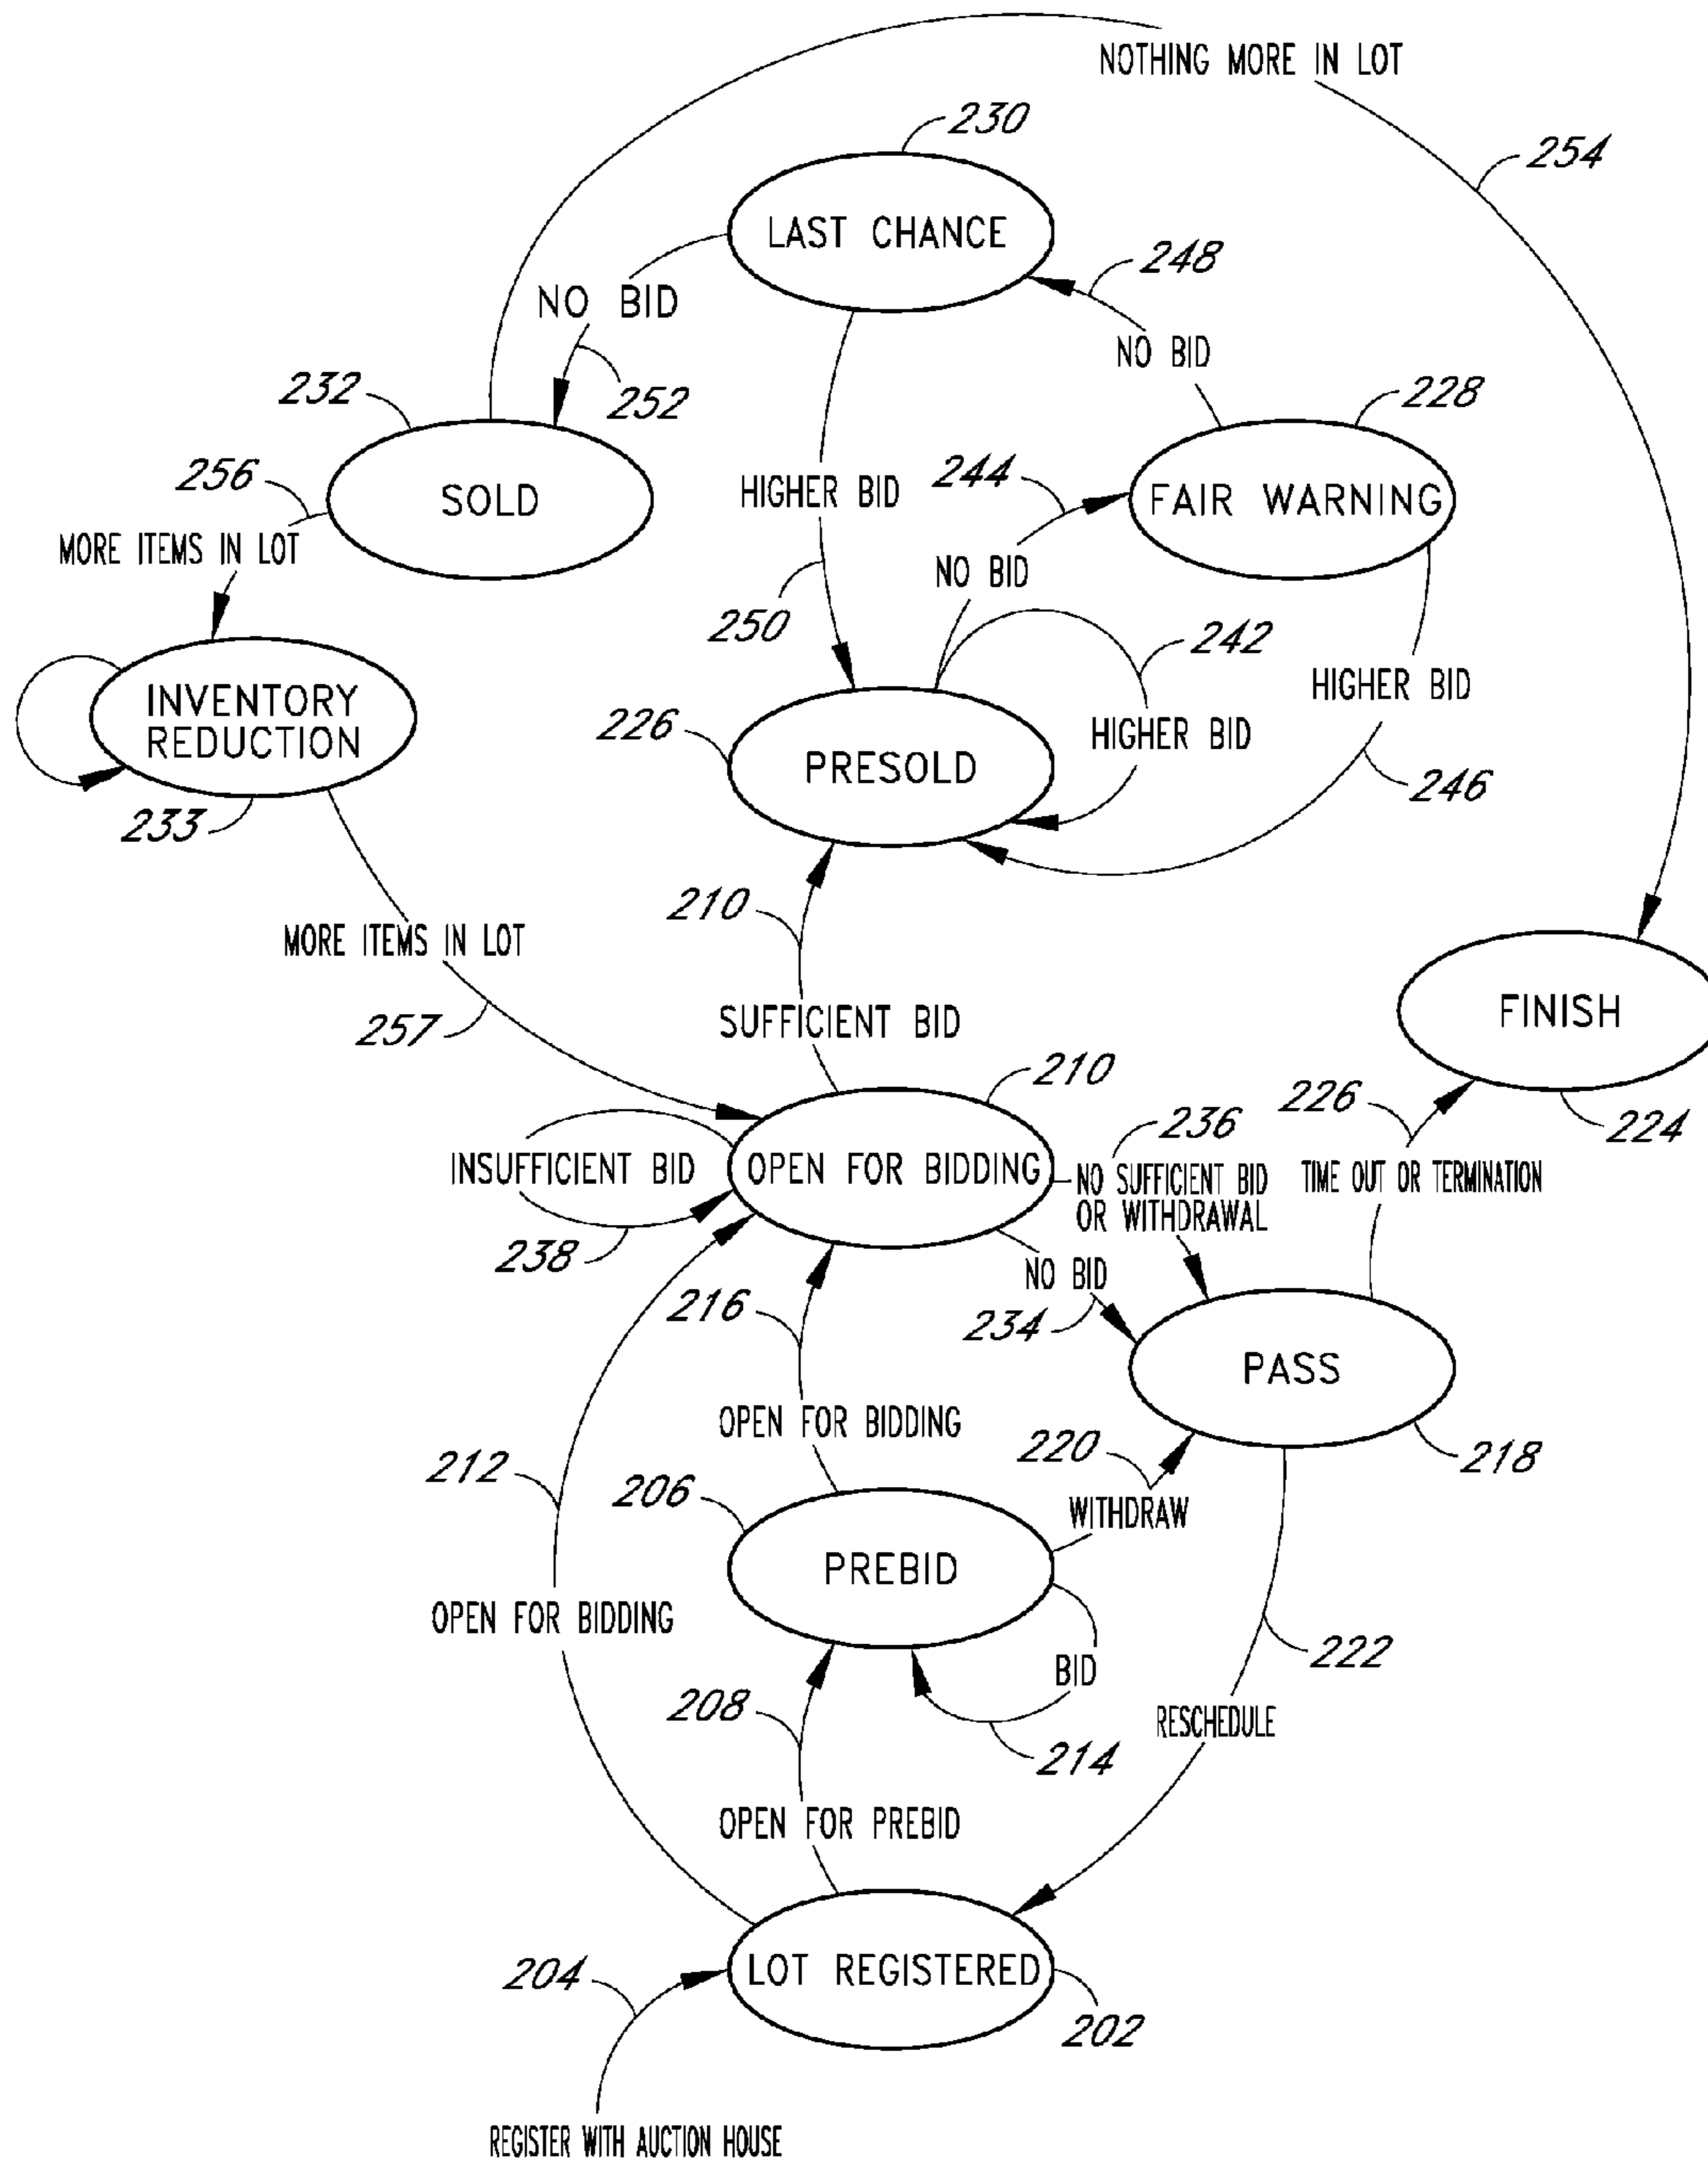 NOTHING MORE IN LOT
254
230
LAST CHANCE
248
NO BID
252
NO BID
232
SOLD
228
FAIR WARNING
256
MORE ITEMS IN LOT
HIGHER BID
250
244
NO BID
242
HIGHER BID
HIGHER BID
246
INVENTORY
REDUCTION
233
226
PRESOLD
210
SUFFICIENT BID
MORE ITEMS IN LOT
257
FINISH
224
226
TIME OUT OR TERMINATION
210
OPEN FOR BIDDING
INSUFFICIENT BID
238
236
NO SUFFICIENT BID
OR WITHDRAWAL
NO BID
234
PASS
218
216
OPEN FOR BIDDING
212
OPEN FOR BIDDING
206
PREBID
220
WITHDRAW
BID
214
222
RESCHEDULE
208
OPEN FOR PREBID
LOT REGISTERED
202
204
REGISTER WITH AUCTION HOUSE